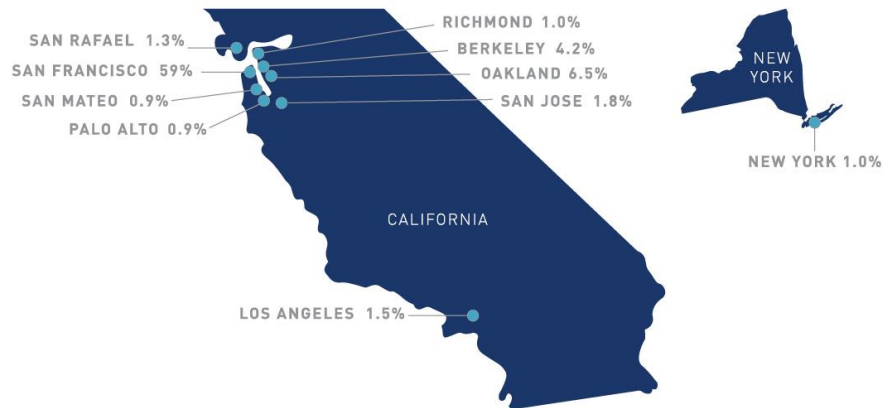 RICHMOND 1.0%
SAN RAFAEL 1.3%
BERKELEY 4.2%
SAN FRANCISCO 59%
OAKLAND 6.5%
SAN MATEO 0.9%
SAN JOSE 1.8%
PALO ALTO 0.9%
NEW
YORK
NEW YORK 1.0%
CALIFORNIA
LOS ANGELES 1.5%